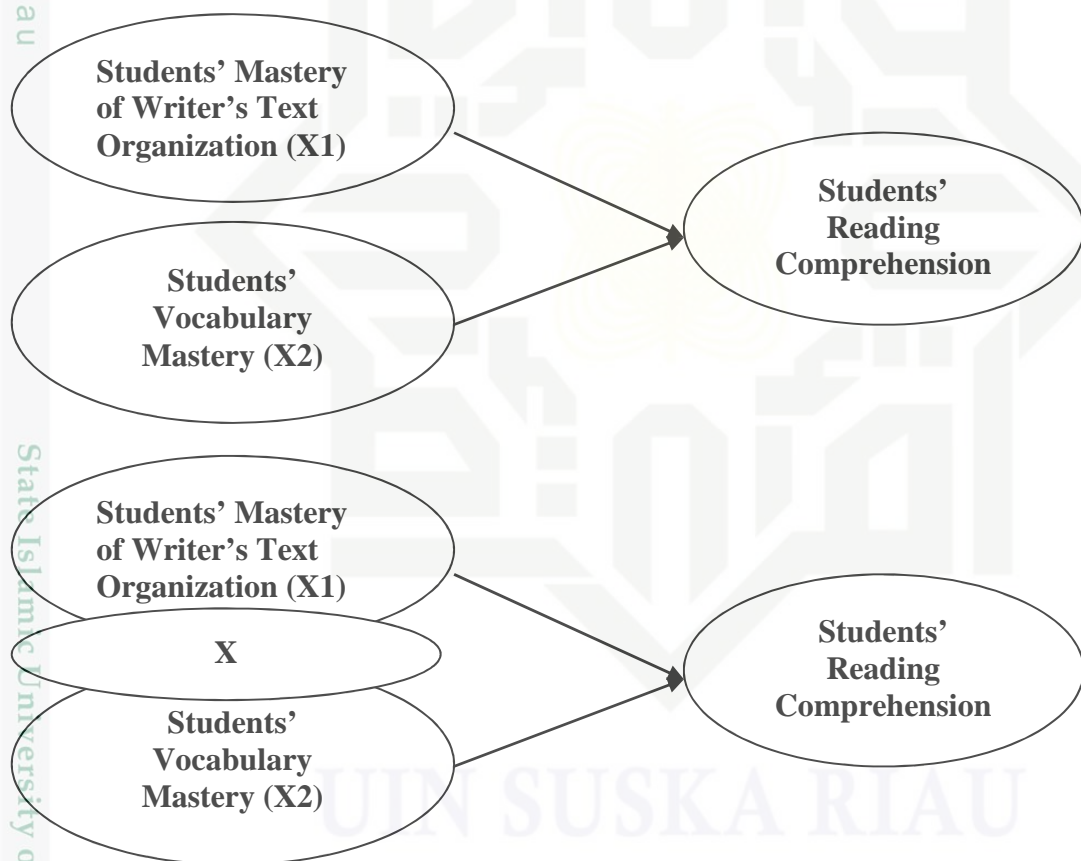 Students’ Mastery
of Writer’s Text
Organization (X1)
Students’
Reading
Comprehension
Students’
Vocabulary
Mastery (X2)
Students’ Mastery
of Writer’s Text
Organization (X1)
X
Students’
Reading
Comprehension
Students’
Vocabulary
Mastery (X2)
UIN SUSKA RIAU
au
State Islamic University o